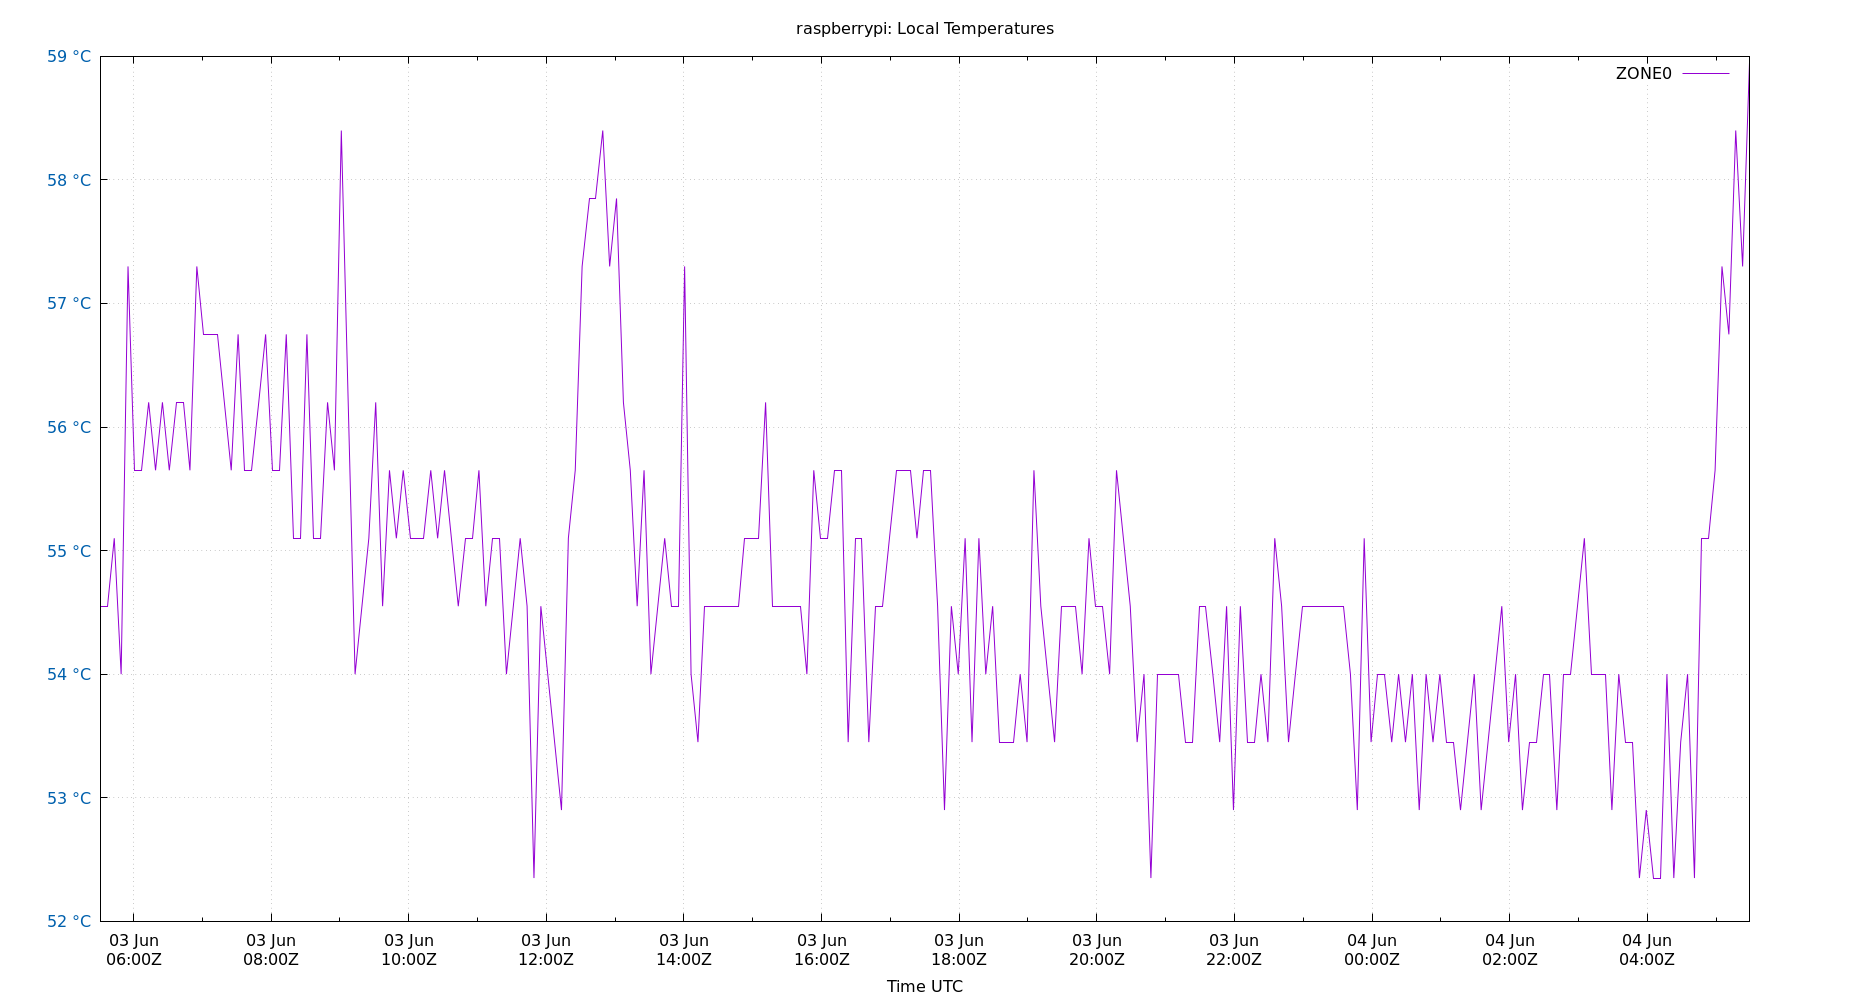 raspberrypi: Local Temperatures
59 °C
ZONE0
58 °C
57 °C
56 °C
55 °C
54 °C
53 °C
52 °C
03 Jun 03 Jun 03 Jun 03 Jun 03 Jun 03 Jun 03 Jun 03 Jun 03 Jun 04 Jun 04 Jun 04 Jun
06:00Z 08:00Z 10:00Z 12:00Z 14:00Z 16:00Z 18:00Z 20:00Z 22:00Z 00:00Z 02:00Z 04:00Z
Time UTC